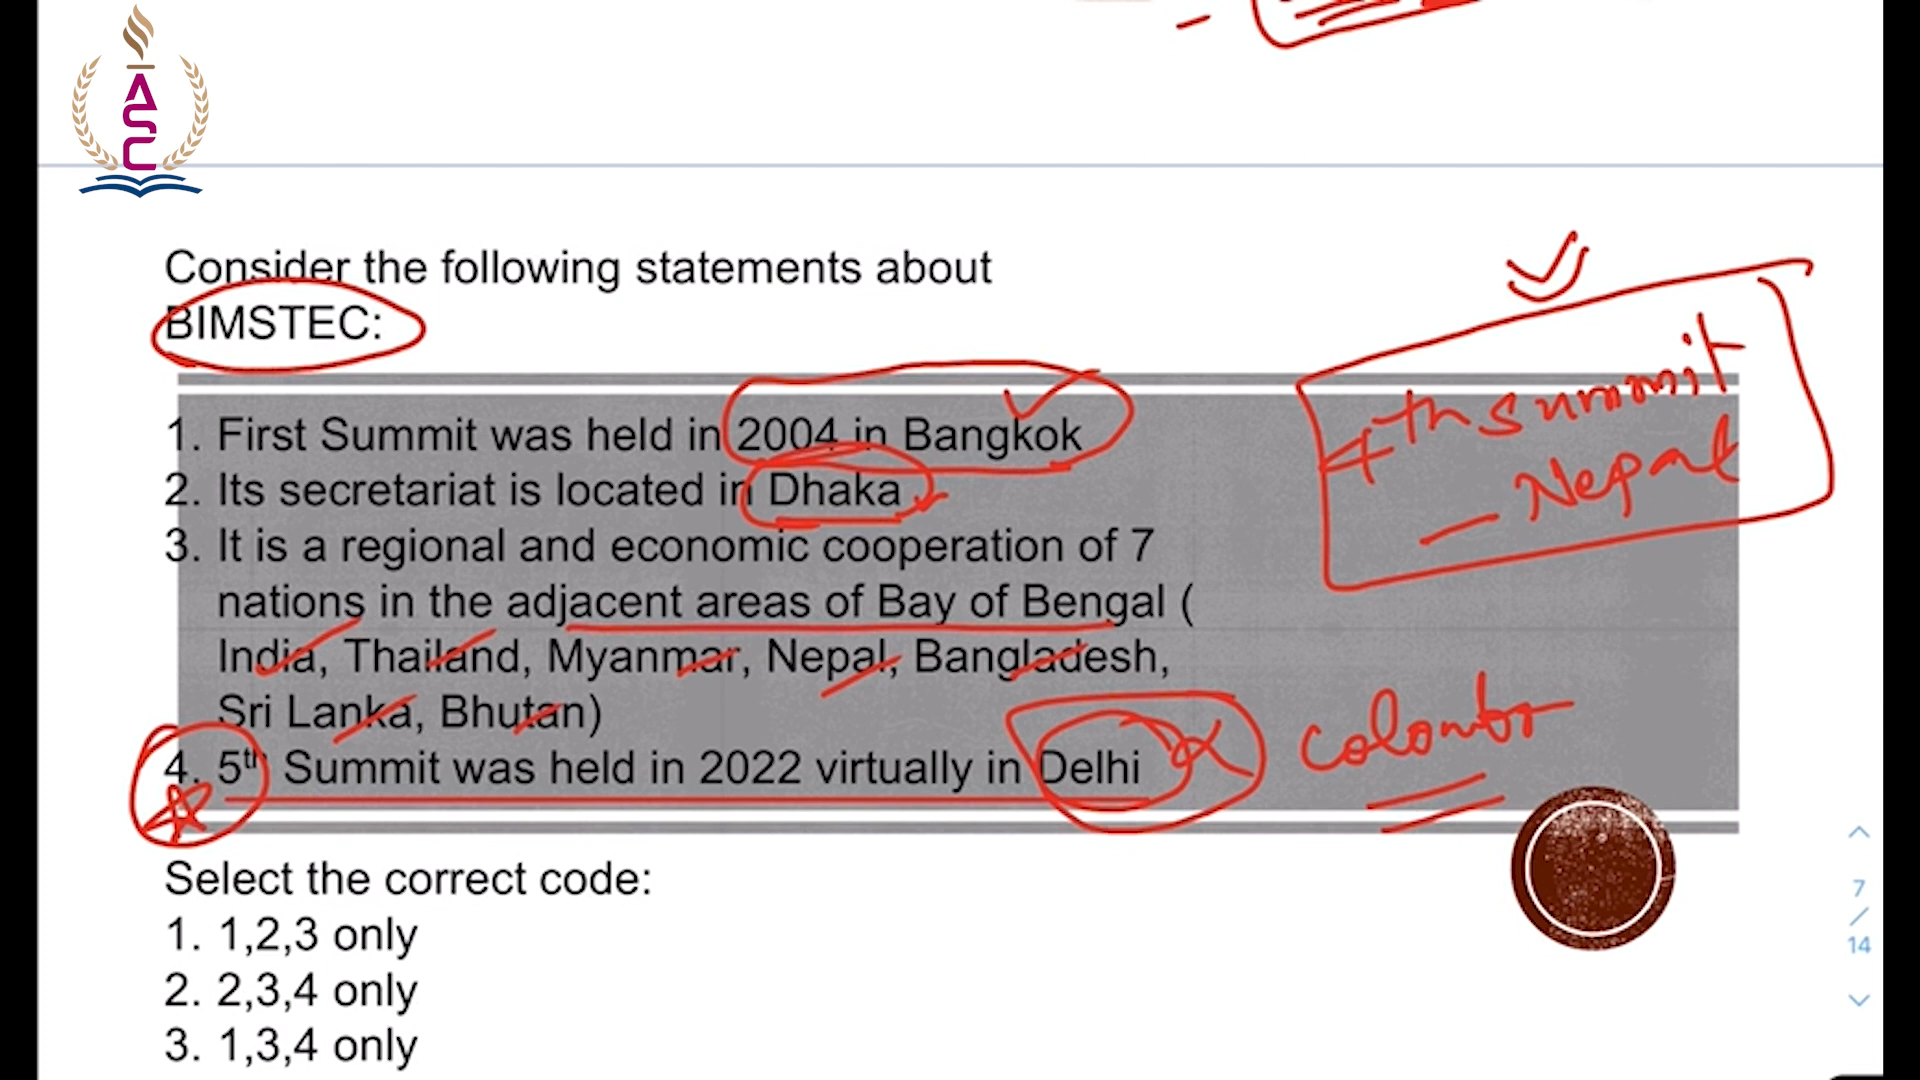 ASC
Consider the following statements about
BIMSTEC:
1. First Summit was held in 2004 in Bangkok
2. Its secretariat is located in Dhaka
3. It is a regional and economic cooperation of 7
nations in the adjacent areas of Bay of Bengal (
India, Thailand, Myanmar, Nepal, Bangladesh,
Sri Lanka, Bhutan)
4. 5th Summit was held in 2022 virtually in Delhi
4th summit
- Nepal
colombo
Select the correct code:
1. 1,2,3 only
2. 2,3,4 only
3. 1,3,4 only
7
/
14